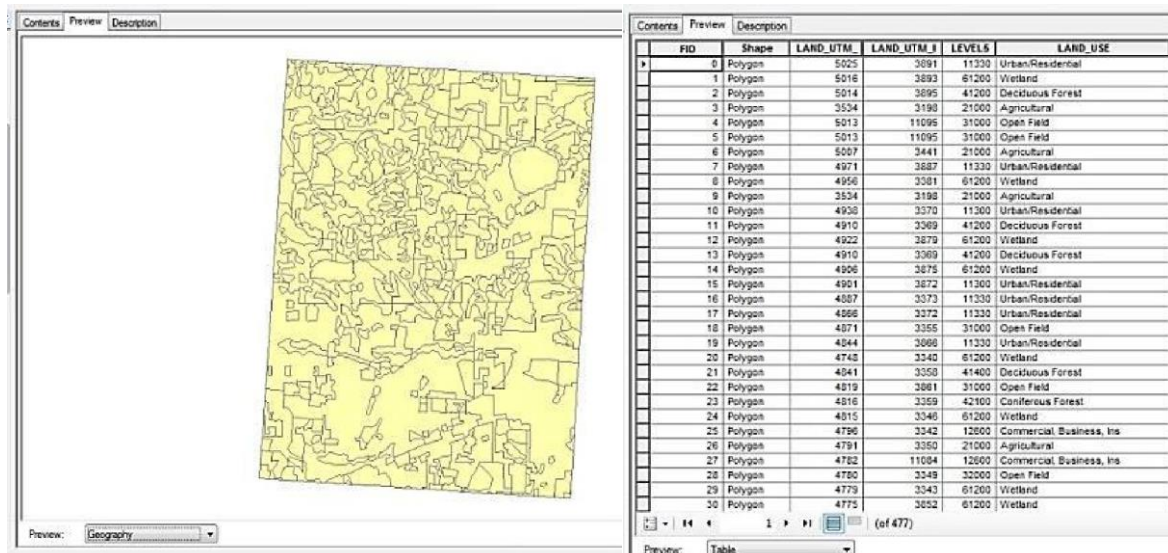 Contents Preview Description
Preview: Geography
Contents Preview Description
FID Shape LAND_UTM_ LAND_UTM_I LEVEL5 LAND_USE
0 Polygon 5025 3891 11330 Urban/Residential
1 Polygon 5016 3893 61200 Wetland
2 Polygon 5014 3895 41200 Deciduous Forest
3 Polygon 3534 3198 21000 Agricultural
4 Polygon 5013 11095 31000 Open Field
5 Polygon 5013 11095 31000 Open Field
6 Polygon 5007 3441 21000 Agricultural
7 Polygon 4971 3887 11330 Urban/Residential
8 Polygon 4956 3381 61200 Wetland
9 Polygon 3534 3198 21000 Agricultural
10 Polygon 4938 3370 11300 Urban/Residential
11 Polygon 4910 3369 41200 Deciduous Forest
12 Polygon 4922 3879 61200 Wetland
13 Polygon 4910 3369 41200 Deciduous Forest
14 Polygon 4906 3875 61200 Wetland
15 Polygon 4901 3872 11300 Urban/Residential
16 Polygon 4887 3373 11330 Urban/Residential
17 Polygon 4866 3372 11330 Urban/Residential
18 Polygon 4871 3355 31000 Open Field
19 Polygon 4844 3866 11330 Urban/Residential
20 Polygon 4748 3340 61200 Wetland
21 Polygon 4841 3358 41400 Deciduous Forest
22 Polygon 4819 3861 31000 Open Field
23 Polygon 4816 3359 42100 Coniferous Forest
24 Polygon 4815 3346 61200 Wetland
25 Polygon 4796 3342 12600 Commercial, Business, Ins
26 Polygon 4791 3350 21000 Agricultural
27 Polygon 4782 11084 12600 Commercial, Business, Ins
28 Polygon 4780 3349 32000 Open Field
29 Polygon 4779 3343 61200 Wetland
30 Polygon 4775 3852 61200 Wetland
1 (of 477)
Preview: Table